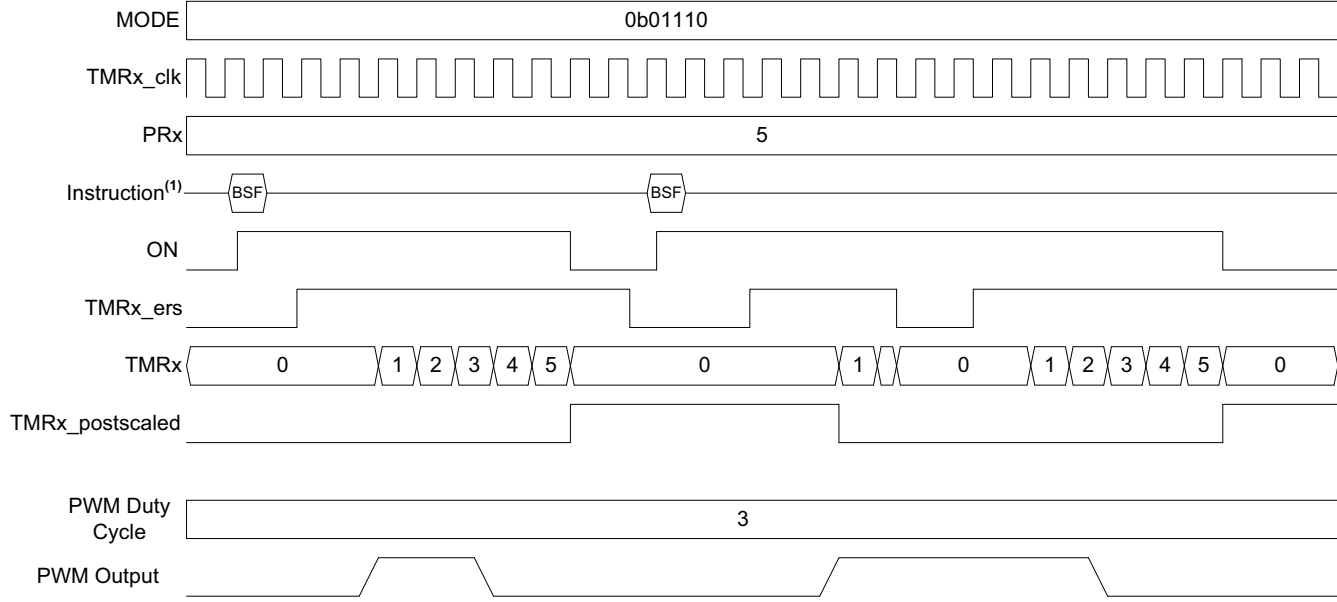 MODE 0b01110
TMRx_clk
PRx 5
Instruction(1) BSF BSF
ON
TMRx_ers
TMRx 0 1 2 3 4 5 0 1 0 1 2 3 4 5 0
TMRx_postscaled
PWM Duty
Cycle 3
PWM Output